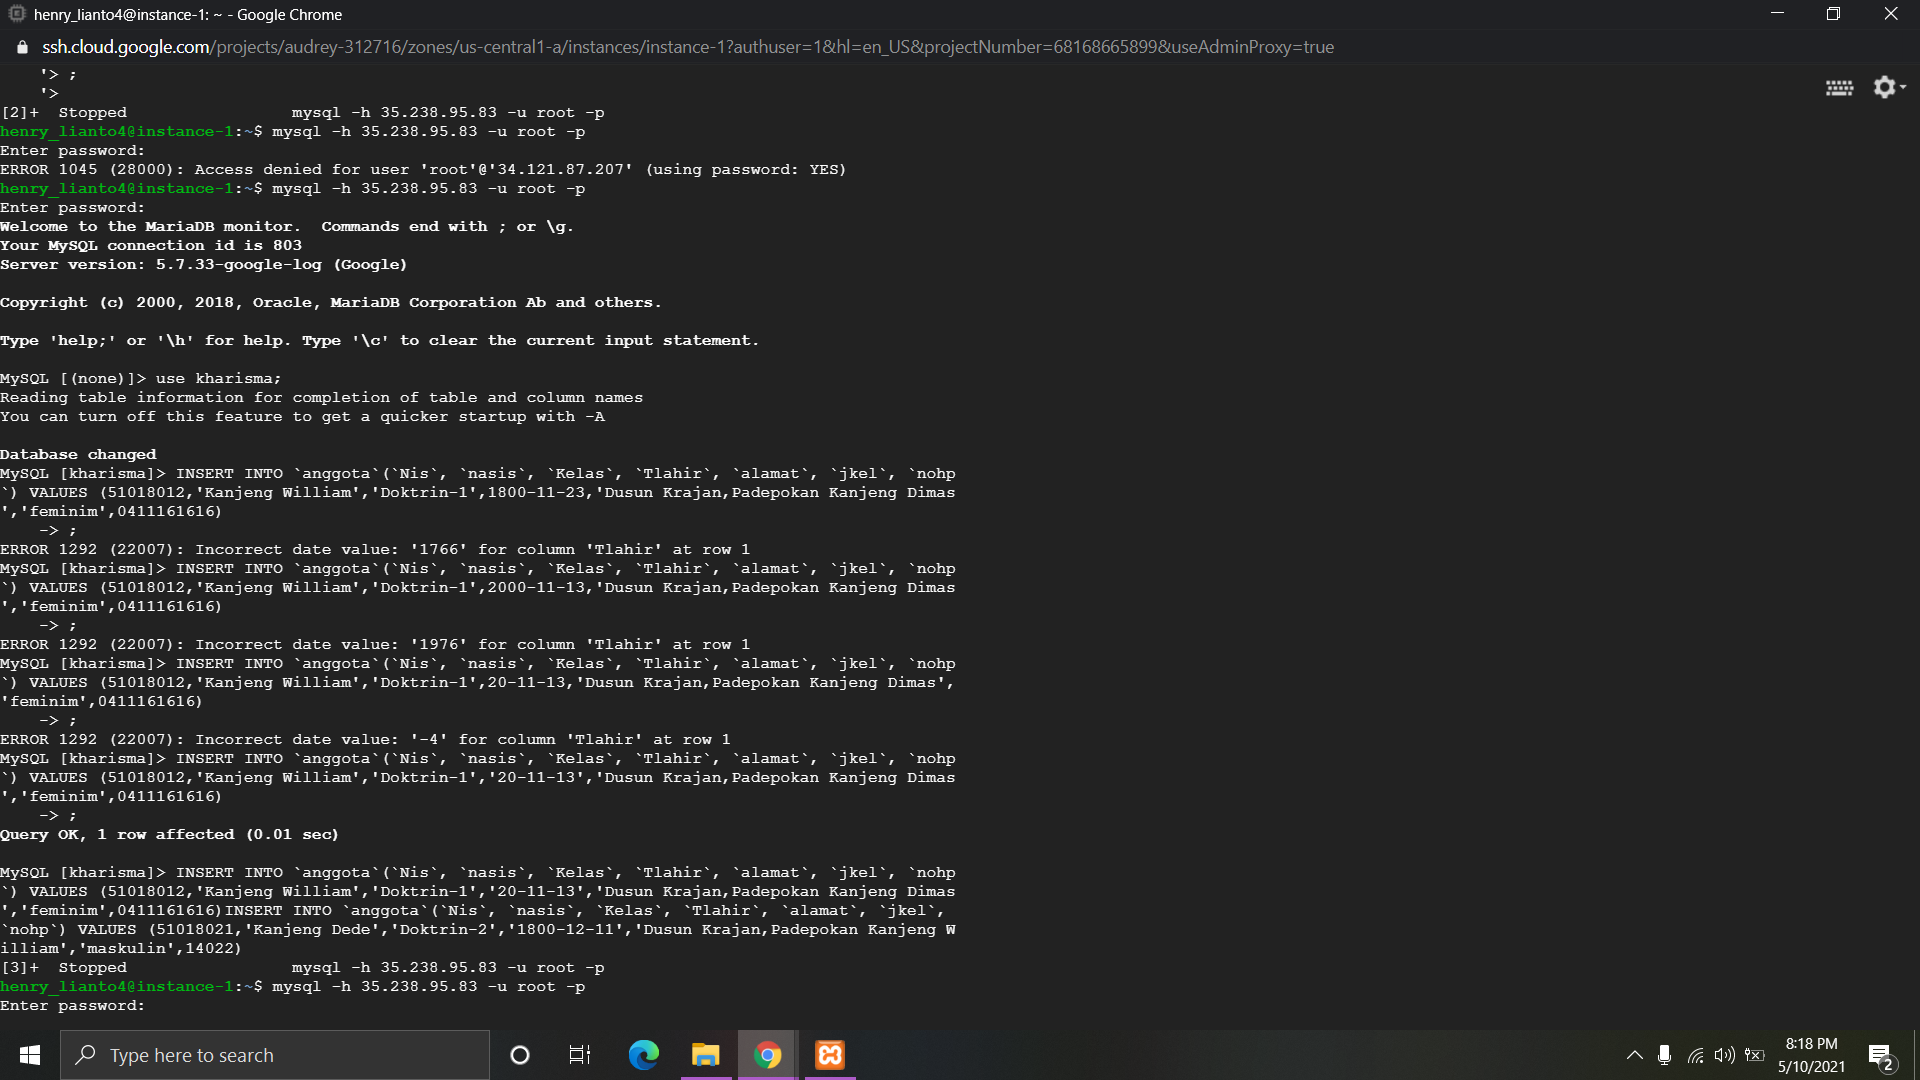 henry_lianto4@instance-1: ~ - Google Chrome
ssh.cloud.google.com/projects/audrey-312716/zones/us-central1-a/instances/instance-1?authuser=1&hl=en_US&projectNumber=68168665899&useAdminProxy=true
'> ;
'>
[2]+  Stopped                 mysql -h 35.238.95.83 -u root -p
henry_lianto4@instance-1:~$ mysql -h 35.238.95.83 -u root -p
Enter password:
ERROR 1045 (28000): Access denied for user 'root'@'34.121.87.207' (using password: YES)
henry_lianto4@instance-1:~$ mysql -h 35.238.95.83 -u root -p
Enter password:
Welcome to the MariaDB monitor.  Commands end with ; or \g.
Your MySQL connection id is 803
Server version: 5.7.33-google-log (Google)
Copyright (c) 2000, 2018, Oracle, MariaDB Corporation Ab and others.
Type 'help;' or '\h' for help. Type '\c' to clear the current input statement.
MySQL [(none)]> use kharisma;
Reading table information for completion of table and column names
You can turn off this feature to get a quicker startup with -A
Database changed
MySQL [kharisma]> INSERT INTO `anggota`(`Nis`, `nasis`, `Kelas`, `Tlahir`, `alamat`, `jkel`, `nohp
`) VALUES (51018012,'Kanjeng William','Doktrin-1',1800-11-23,'Dusun Krajan,Padepokan Kanjeng Dimas
','feminim',0411161616)
-> ;
ERROR 1292 (22007): Incorrect date value: '1766' for column 'Tlahir' at row 1
MySQL [kharisma]> INSERT INTO `anggota`(`Nis`, `nasis`, `Kelas`, `Tlahir`, `alamat`, `jkel`, `nohp
`) VALUES (51018012,'Kanjeng William','Doktrin-1',2000-11-13,'Dusun Krajan,Padepokan Kanjeng Dimas
','feminim',0411161616)
-> ;
ERROR 1292 (22007): Incorrect date value: '1976' for column 'Tlahir' at row 1
MySQL [kharisma]> INSERT INTO `anggota`(`Nis`, `nasis`, `Kelas`, `Tlahir`, `alamat`, `jkel`, `nohp
`) VALUES (51018012,'Kanjeng William','Doktrin-1',20-11-13,'Dusun Krajan,Padepokan Kanjeng Dimas',
'feminim',0411161616)
-> ;
ERROR 1292 (22007): Incorrect date value: '-4' for column 'Tlahir' at row 1
MySQL [kharisma]> INSERT INTO `anggota`(`Nis`, `nasis`, `Kelas`, `Tlahir`, `alamat`, `jkel`, `nohp
`) VALUES (51018012,'Kanjeng William','Doktrin-1','20-11-13','Dusun Krajan,Padepokan Kanjeng Dimas
','feminim',0411161616)
-> ;
Query OK, 1 row affected (0.01 sec)
MySQL [kharisma]> INSERT INTO `anggota`(`Nis`, `nasis`, `Kelas`, `Tlahir`, `alamat`, `jkel`, `nohp
`) VALUES (51018012,'Kanjeng William','Doktrin-1','20-11-13','Dusun Krajan,Padepokan Kanjeng Dimas
','feminim',0411161616)INSERT INTO `anggota`(`Nis`, `nasis`, `Kelas`, `Tlahir`, `alamat`, `jkel`,
`nohp`) VALUES (51018021,'Kanjeng Dede','Doktrin-2','1800-12-11','Dusun Krajan,Padepokan Kanjeng W
illiam','maskulin',14022)
[3]+  Stopped                 mysql -h 35.238.95.83 -u root -p
henry_lianto4@instance-1:~$ mysql -h 35.238.95.83 -u root -p
Enter password:
Type here to search
8:18 PM
5/10/2021
2